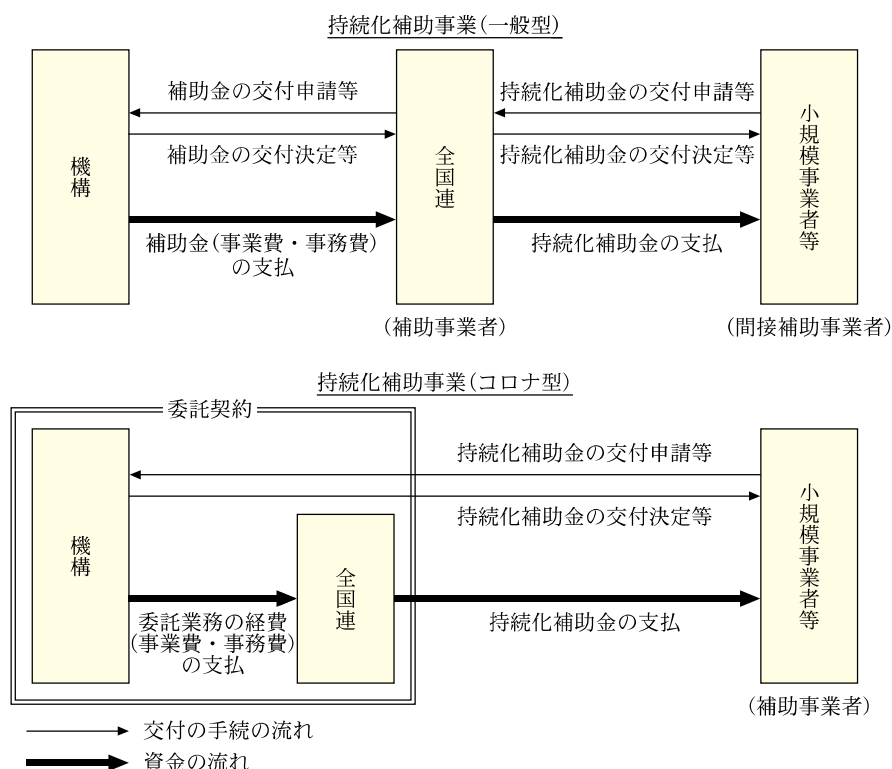 持続化補助事業(一般型)
補助金の交付申請等
持続化補助金の交付申請等
補助金の交付決定等
持続化補助金の交付決定等
機構
全国連
小規模事業者等
補助金(事業費・事務費)
の支払
持続化補助金の支払
(補助事業者)
(間接補助事業者)
持続化補助事業(コロナ型)
委託契約
持続化補助金の交付申請等
持続化補助金の交付決定等
機構
全国連
小規模事業者等
委託業務の経費
(事業費・事務費)
の支払
持続化補助金の支払
(補助事業者)
交付の手続の流れ
資金の流れ